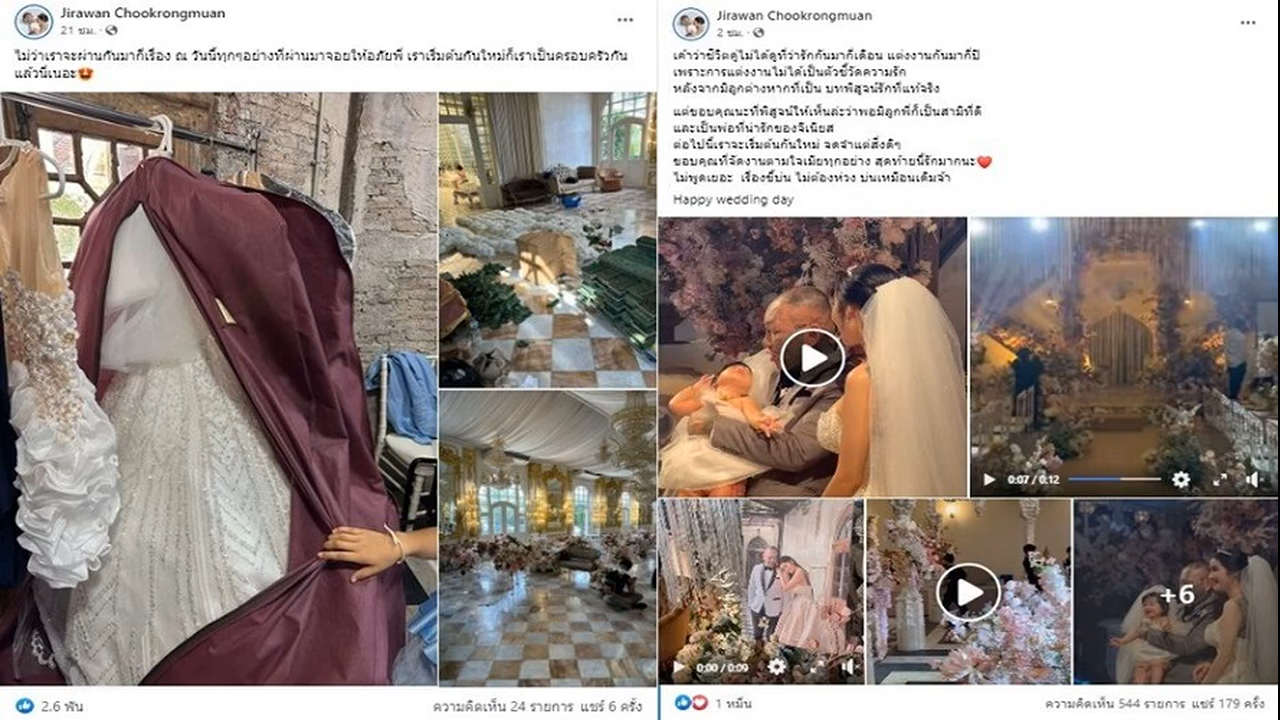 Jirawan Chookrongmuan
21 ชม.
ไม่ว่าเราจะผ่านกันมากี่เรื่อง ณ วันนี้ทุกๆอย่างที่ผ่านมาจอยให้อภัยพี่ เราเริ่มต้นกันใหม่ก็เราเป็นครอบครัวกัน
แล้วนี่เนอะ🤩
2.6 พัน
ความคิดเห็น 24 รายการ แชร์ 6 ครั้ง
Jirawan Chookrongmuan
2 ชม.
เค้าว่าชีวิตคู่ไม่ได้ดูที่ว่ารักกันมากี่เดือน แต่งงานกันมากี่ปี
เพราะการแต่งงานไม่ได้เป็นตัวชี้วัดความรัก
หลังจากมีลูกต่างหากที่เป็น บทพิสูจน์รักที่แท้จริง
แต่ขอบคุณนะที่พิสูจน์ให้เห็นล่ะว่าพอมีลูกพี่ก็เป็นสามีที่ดี
และเป็นพ่อที่น่ารักของจีเนียส
ต่อไปนี้เราจะเริ่มต้นกันใหม่ จดจำแต่สิ่งดีๆ
ขอบคุณที่จัดงานตามใจเมียทุกอย่าง สุดท้ายนี้รักมากนะ❤️
ไม่พูดเยอะ เรื่องขี้บ่น ไม่ต้องห่วง บ่นเหมือนเดิมจ้า
Happy wedding day
0:07 / 0:12
0:00 / 0:09
+6
1 หมื่น
ความคิดเห็น 544 รายการ แชร์ 179 ครั้ง